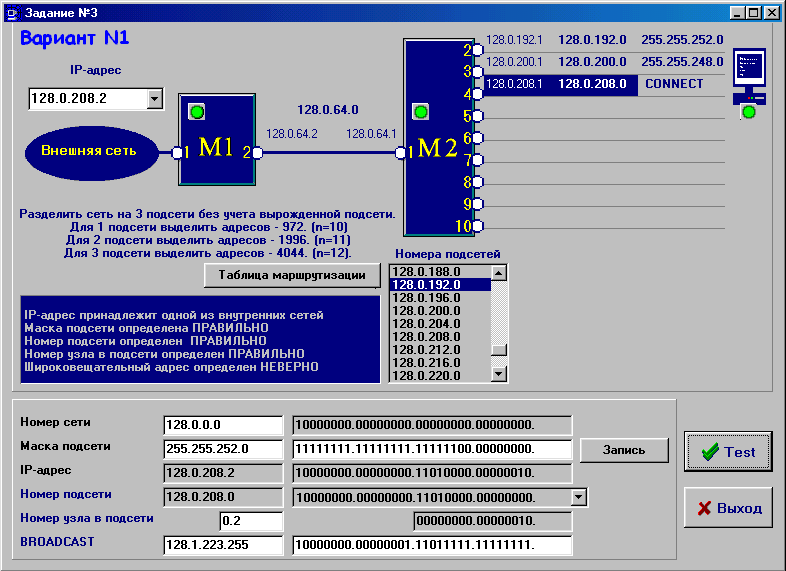 Задание №3
Вариант N1
IP-адрес
128.0.208.2
Внешняя сеть
1 M1 2
128.0.64.0
128.0.64.2 128.0.64.1
1 M2
2 128.0.192.1 128.0.192.0 255.255.252.0
3 128.0.200.1 128.0.200.0 255.255.248.0
4 128.0.208.1 128.0.208.0 CONNECT
5
6
7
8
9
10
Разделить сеть на 3 подсети без учета вырожденной подсети.
Для 1 подсети выделить адресов - 972. (n=10)
Для 2 подсети выделить адресов - 1996. (n=11)
Для 3 подсети выделить адресов - 4044. (n=12).
Таблица маршрутизации
Номера подсетей
128.0.188.0
128.0.192.0
128.0.196.0
128.0.200.0
128.0.204.0
128.0.208.0
128.0.212.0
128.0.216.0
128.0.220.0
IP-адрес принадлежит одной из внутренних сетей
Маска подсети определена ПРАВИЛЬНО
Номер подсети определен ПРАВИЛЬНО
Номер узла в подсети определен ПРАВИЛЬНО
Широковещательный адрес определен НЕВЕРНО
Номер сети 128.0.0.0 10000000.00000000.00000000.00000000.
Маска подсети 255.255.252.0 11111111.11111111.11111100.00000000.
Запись
IP-адрес 128.0.208.2 10000000.00000000.11010000.00000010.
Номер подсети 128.0.208.0 10000000.00000000.11010000.00000000.
Номер узла в подсети 0.2 00000000.00000010.
BROADCAST 128.1.223.255 10000000.00000001.11011111.11111111.
Test
Выход